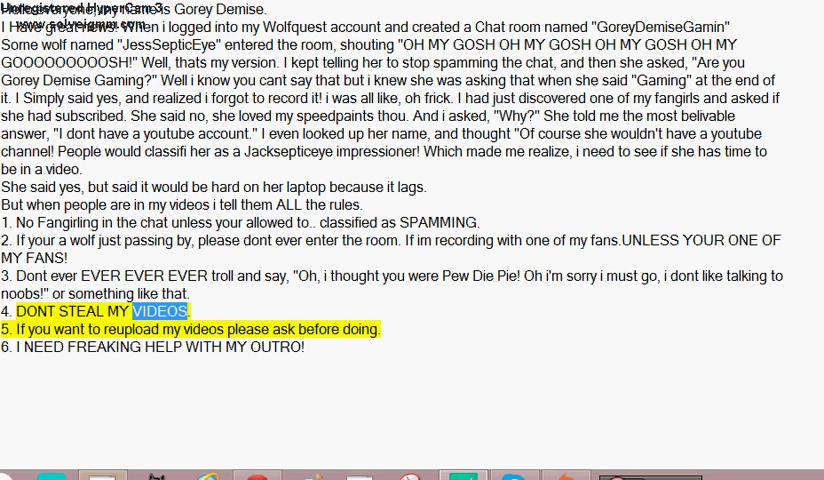 Unregistered HyperCam 3
www.solveigmm.com
Hello everyone, my name is Gorey Demise.
I Have great news! When i logged into my Wolfquest account and created a Chat room named "GoreyDemiseGamin"
Some wolf named "JessSepticEye" entered the room, shouting "OH MY GOSH OH MY GOSH OH MY GOSH OH MY
GOOOOOOOOOSH!" Well, thats my version. I kept telling her to stop spamming the chat, and then she asked, "Are you
Gorey Demise Gaming?" Well i know you cant say that but i knew she was asking that when she said "Gaming" at the end of
it. I Simply said yes, and realized i forgot to record it! i was all like, oh frick. I had just discovered one of my fangirls and asked if
she had subscribed. She said no, she loved my speedpaints thou. And i asked, "Why?" She told me the most belivable
answer, "I dont have a youtube account." I even looked up her name, and thought "Of course she wouldn't have a youtube
channel! People would classifi her as a Jacksepticeye impressioner! Which made me realize, i need to see if she has time to
be in a video.
She said yes, but said it would be hard on her laptop because it lags.
But when people are in my videos i tell them ALL the rules.
1. No Fangirling in the chat unless your allowed to.. classified as SPAMMING.
2. If your a wolf just passing by, please dont ever enter the room. If im recording with one of my fans.UNLESS YOUR ONE OF
MY FANS!
3. Dont ever EVER EVER EVER troll and say, "Oh, i thought you were Pew Die Pie! Oh i'm sorry i must go, i dont like talking to
noobs!" or something like that.
4. DONT STEAL MY VIDEOS.
5. If you want to reupload my videos please ask before doing.
6. I NEED FREAKING HELP WITH MY OUTRO!